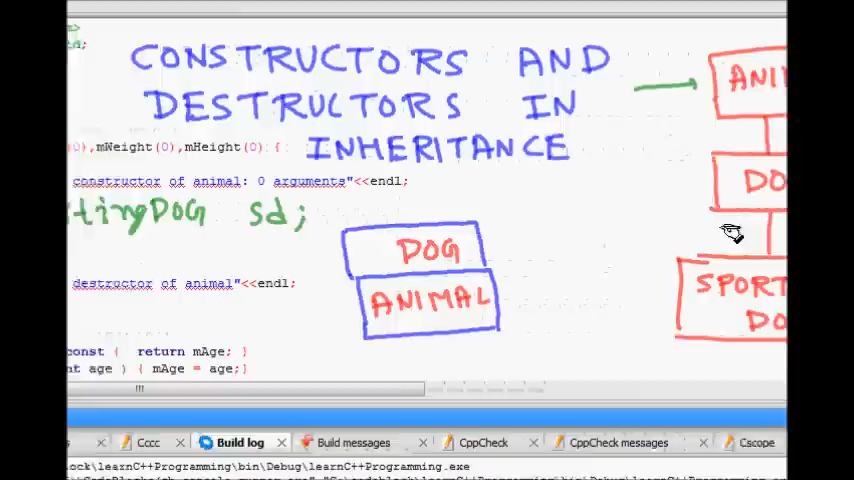 CONSTRUCTORS AND
DESTRUCTORS IN
INHERITANCE
ANI
DO
SPORT
DO
,mWeight(0),mHeight(0) {
constructor of animal: 0 arguments"<<endl;
tingDOG sd;
DOG
ANIMAL
destructor of animal"<<endl;
const { return mAge; }
nt age ) { mAge = age;}
Cccc
Build log
Build messages
CppCheck
CppCheck messages
Cscope
ock\learnC++Programming\bin\Debug\learnC++Programming.exe